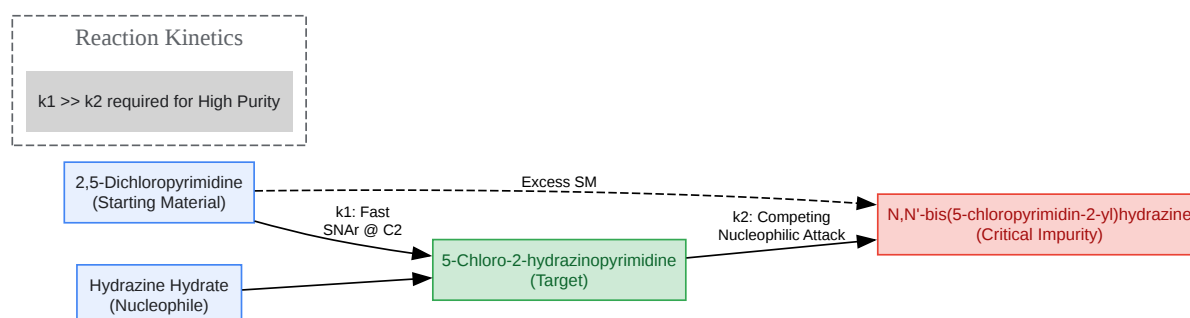 Reaction Kinetics
k1 >> k2 required for High Purity
2,5-Dichloropyrimidine
(Starting Material)
Excess SM
k1: Fast
SNAr @ C2
k2: Competing
Nucleophilic Attack
N,N'-bis(5-chloropyrimidin-2-yl)hydrazine
(Critical Impurity)
5-Chloro-2-hydrazinopyrimidine
(Target)
Hydrazine Hydrate
(Nucleophile)